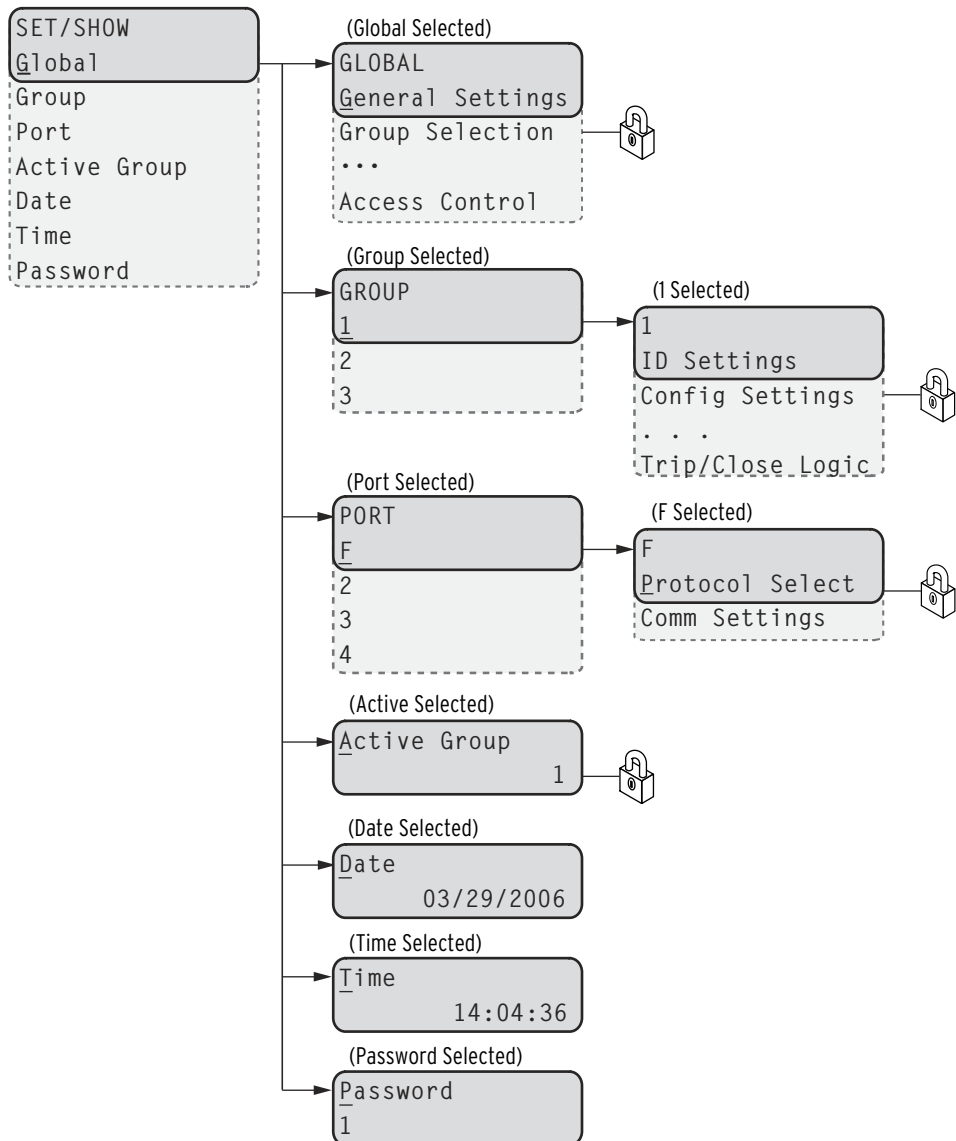 SET/SHOW
Global
Group
Port
Active Group
Date
Time
Password
(Global Selected)
GLOBAL
General Settings
Group Selection
...
Access Control
(Group Selected)
GROUP
1
2
3
(1 Selected)
1
ID Settings
Config Settings
. . .
Trip/Close Logic
(Port Selected)
PORT
F
2
3
4
(F Selected)
F
Protocol Select
Comm Settings
(Active Selected)
Active Group
1
(Date Selected)
Date
03/29/2006
(Time Selected)
Time
14:04:36
(Password Selected)
Password
1